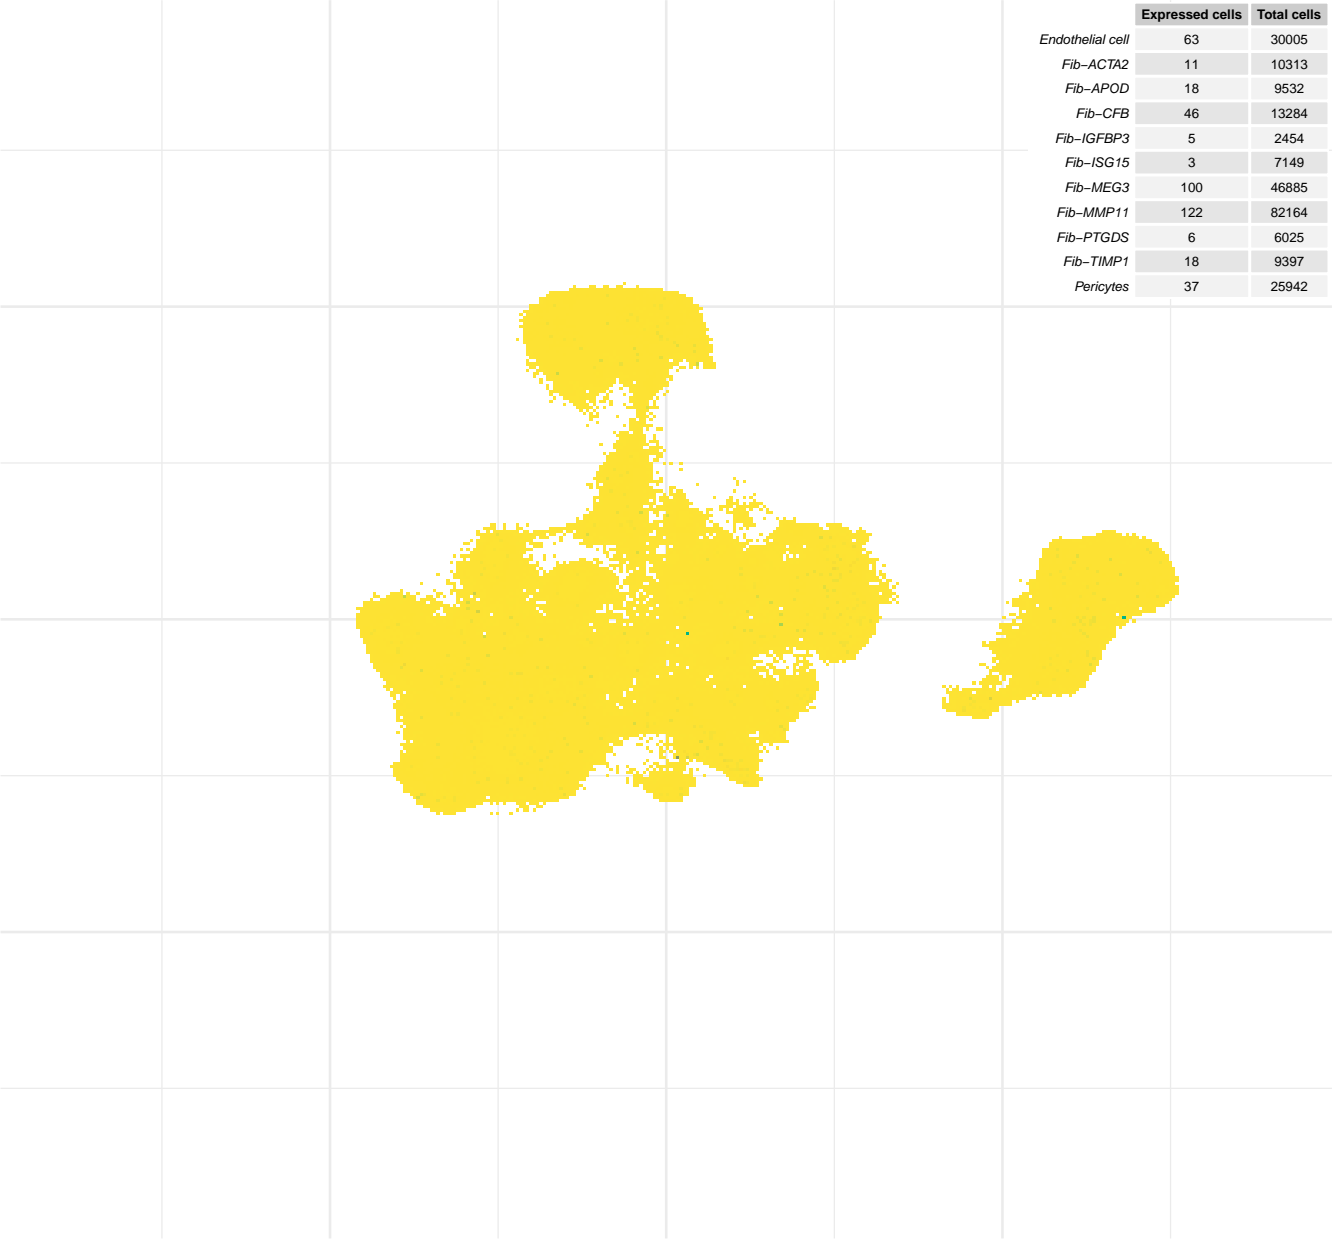 Expressed cells Total cells
Endothelial cell 63 30005
Fib−ACTA2 11 10313
Fib−APOD 18 9532
Fib−CFB 46 13284
Fib−IGFBP3 5 2454
Fib−ISG15 3 7149
Fib−MEG3 100 46885
Fib−MMP11 122 82164
Fib−PTGDS 6 6025
Fib−TIMP1 18 9397
Pericytes 37 25942